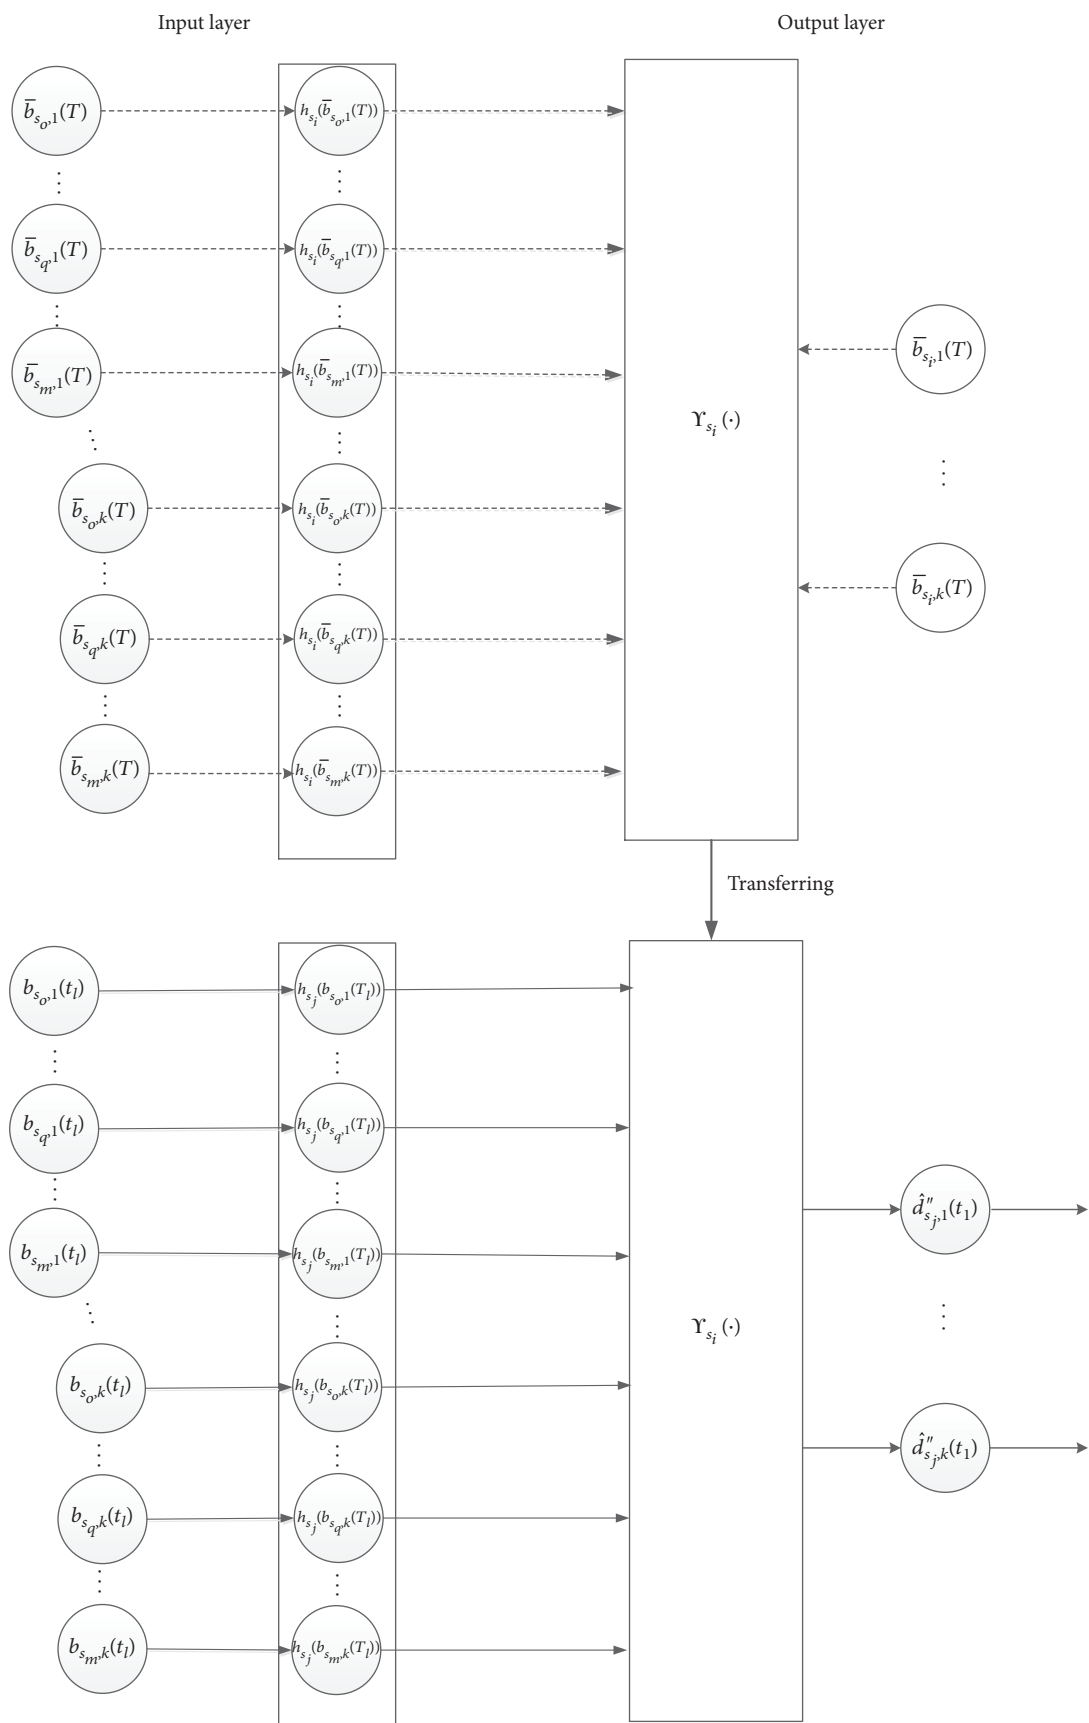 Input layer
Output layer
b̄_{s_o,1}(T)
h_{s_i}(b̄_{s_o,1}(T))
b̄_{s_q,1}(T)
h_{s_i}(b̄_{s_q,1}(T))
b̄_{s_i,1}(T)
b̄_{s_m,1}(T)
h_{s_i}(b̄_{s_m,1}(T))
ϒ_{s_i}(·)
b̄_{s_o,k}(T)
h_{s_i}(b̄_{s_o,k}(T))
b̄_{s_i,k}(T)
b̄_{s_q,k}(T)
h_{s_i}(b̄_{s_q,k}(T))
b̄_{s_m,k}(T)
h_{s_i}(b̄_{s_m,k}(T))
Transferring
b_{s_o,1}(t_l)
h_{s_j}(b_{s_o,1}(T_l))
b_{s_q,1}(t_l)
h_{s_j}(b_{s_q,1}(T_l))
d̂″_{s_j,1}(t_1)
b_{s_m,1}(t_l)
h_{s_j}(b_{s_m,1}(T_l))
ϒ_{s_i}(·)
b_{s_o,k}(t_l)
h_{s_j}(b_{s_o,k}(T_l))
d̂″_{s_j,k}(t_1)
b_{s_q,k}(t_l)
h_{s_j}(b_{s_q,k}(T_l))
b_{s_m,k}(t_l)
h_{s_j}(b_{s_m,k}(T_l))